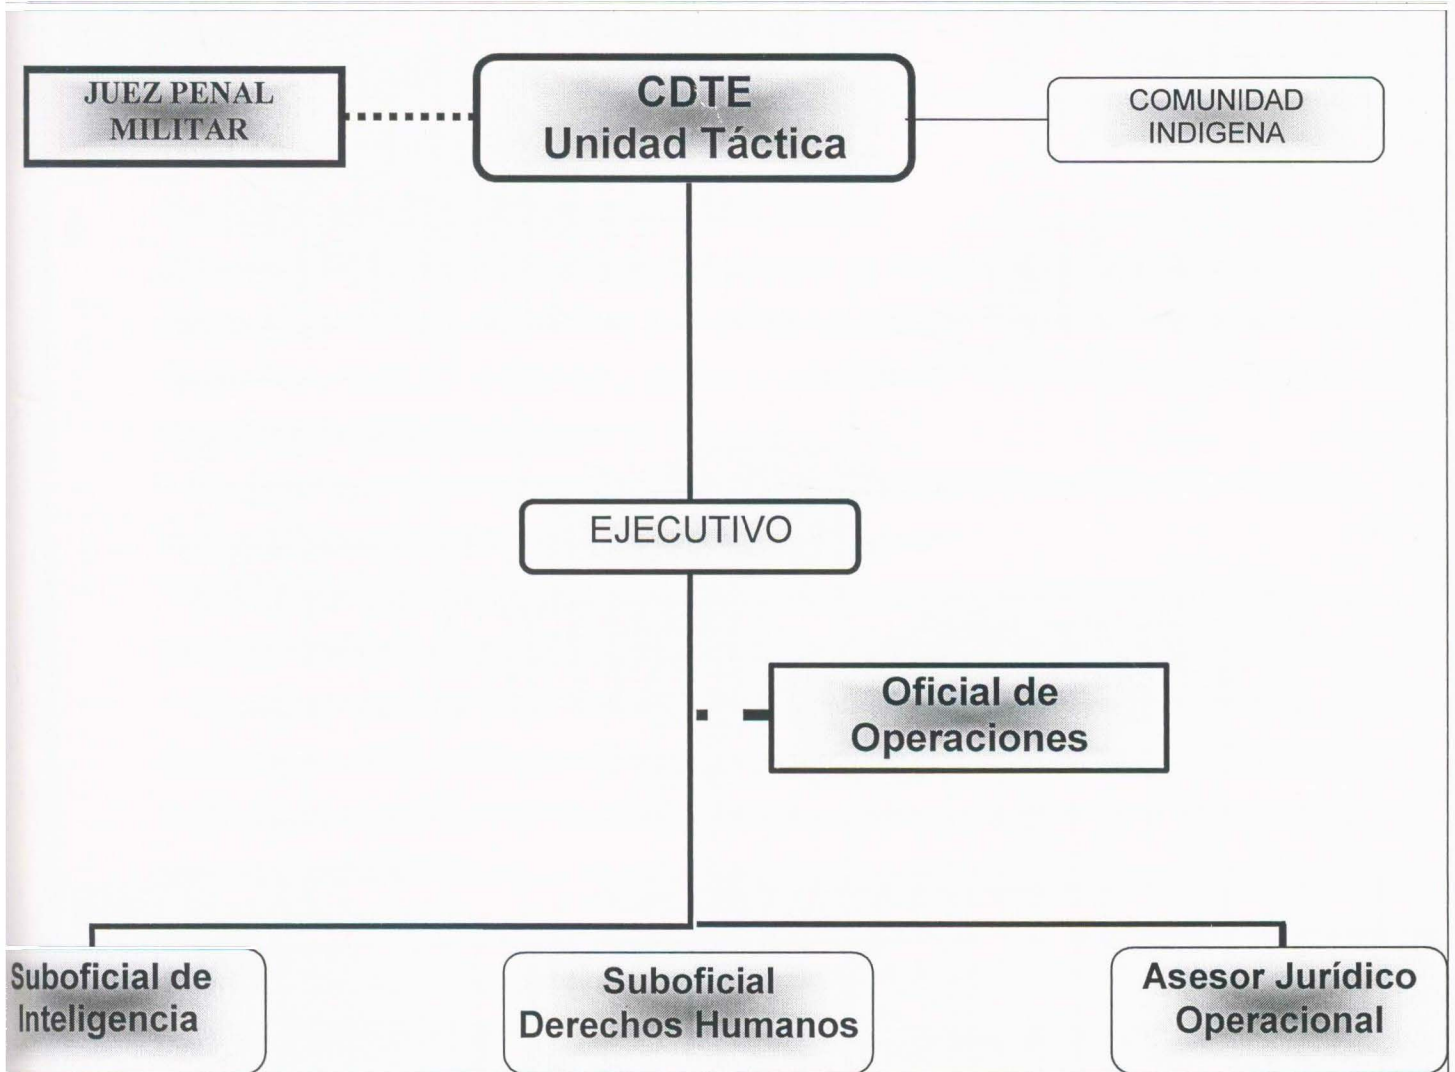 JUEZ PENAL
MILITAR
CDTE
Unidad Táctica
COMUNIDAD
INDIGENA
EJECUTIVO
Oficial de
Operaciones
Suboficial de
Inteligencia
Suboficial
Derechos Humanos
Asesor Jurídico
Operacional